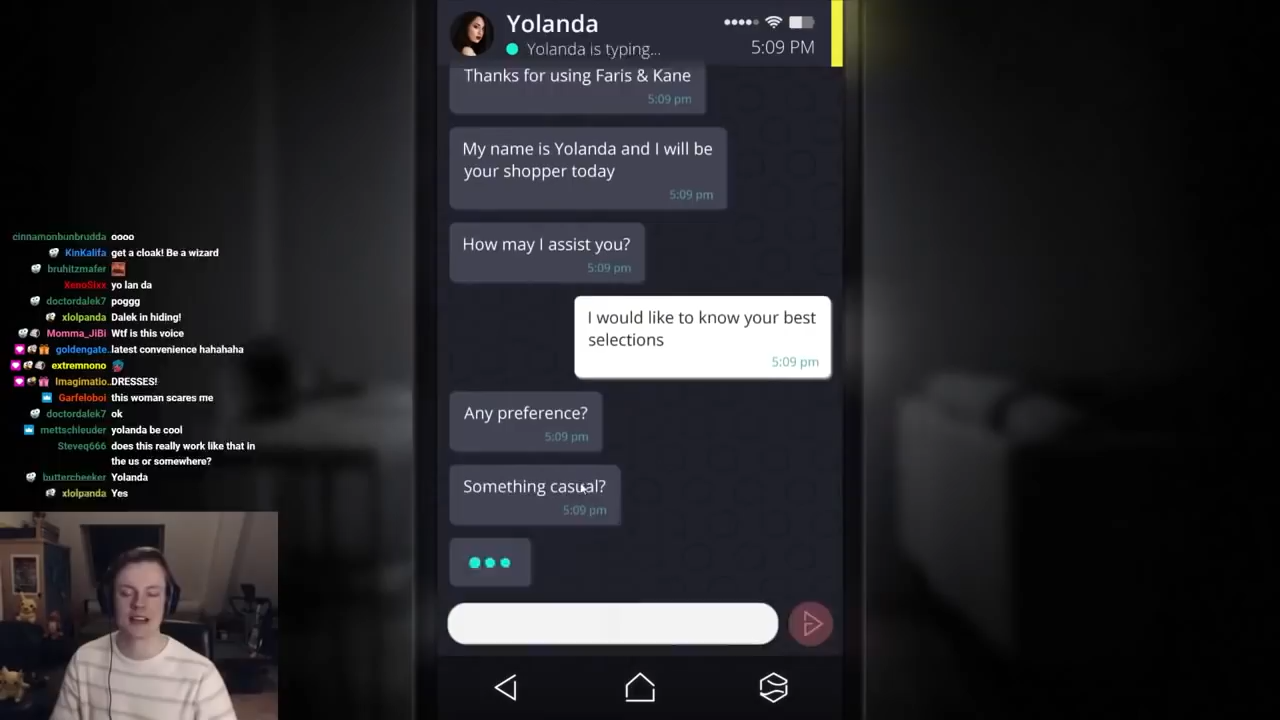 Yolanda
Yolanda is typing...
5:09 PM
Thanks for using Faris & Kane
5:09 pm
My name is Yolanda and I will be
your shopper today
5:09 pm
How may I assist you?
5:09 pm
I would like to know your best
selections
5:09 pm
Any preference?
5:09 pm
Something casual?
5:09 pm
cinnamonbunbrudda oooo
KinKalifa get a cloak! Be a wizard
bruhitzmafer
XenoSixx yo lan da
doctordalek7 poggg
xlolpanda Dalek in hiding!
Momma_JiBi Wtf is this voice
goldengate.. latest convenience hahahaha
extremnono
Imaginatio.. DRESSES!
Garfeloboi this woman scares me
doctordalek7 ok
mettschleuder yolanda be cool
Steveq666 does this really work like that in
the us or somewhere?
buttercheeker Yolanda
xlolpanda Yes